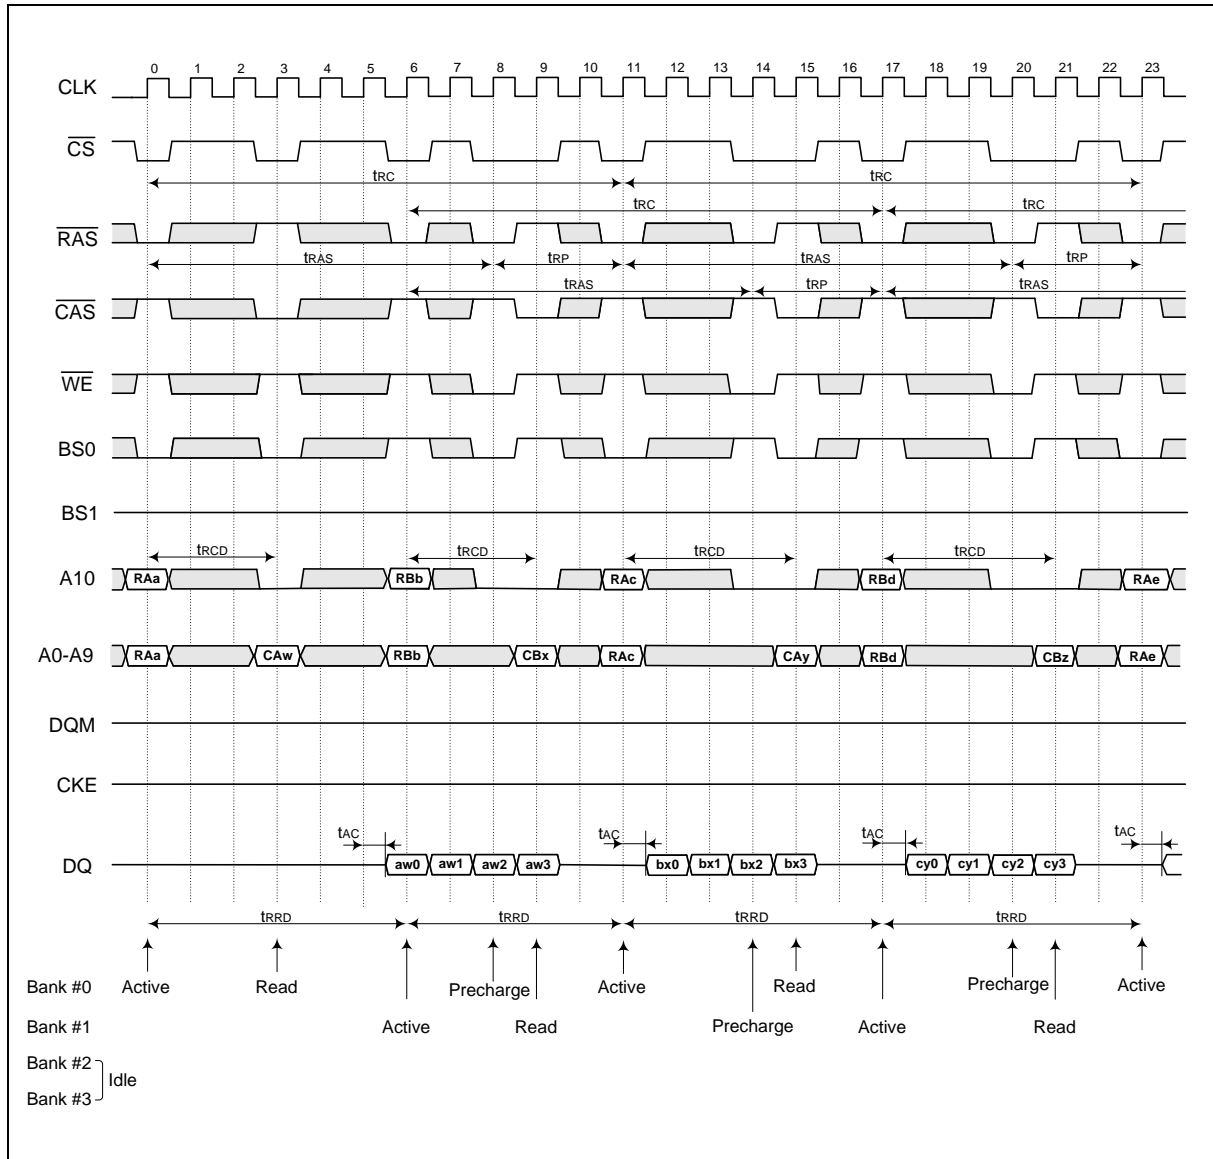 0 1 2 3 4 5 6 7 8 9 10 11 12 13 14 15 16 17 18 19 20 21 22 23
CLK
CS
tRC tRC
tRC tRC
RAS
tRAS tRP tRAS tRP
tRAS tRP tRAS
CAS
WE
BS0
BS1
tRCD tRCD tRCD tRCD
A10 RAa RBb RAc RBd RAe
A0-A9 RAa CAw RBb CBx RAc CAy RBd CBz RAe
DQM
CKE
tAC tAC tAC tAC
DQ aw0 aw1 aw2 aw3 bx0 bx1 bx2 bx3 cy0 cy1 cy2 cy3
tRRD tRRD tRRD tRRD
Bank #0 Active Read Precharge Active Read Precharge Active
Bank #1 Active Read Precharge Active Read
Bank #2
Idle
Bank #3